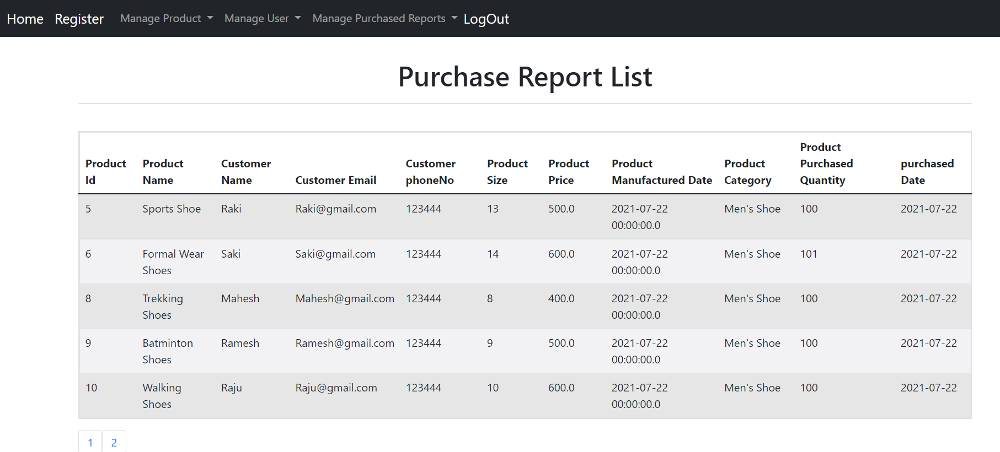 Home Register Manage Product Manage User Manage Purchased Reports LogOut
Purchase Report List
Product Id Product Name Customer Name Customer Email Customer phoneNo Product Size Product Price Product Manufactured Date Product Category Product Purchased Quantity purchased Date
5 Sports Shoe Raki Raki@gmail.com 123444 13 500.0 2021-07-22 00:00:00.0 Men's Shoe 100 2021-07-22
6 Formal Wear Shoes Saki Saki@gmail.com 123444 14 600.0 2021-07-22 00:00:00.0 Men's Shoe 101 2021-07-22
8 Trekking Shoes Mahesh Mahesh@gmail.com 123444 8 400.0 2021-07-22 00:00:00.0 Men's Shoe 100 2021-07-22
9 Batminton Shoes Ramesh Ramesh@gmail.com 123444 9 500.0 2021-07-22 00:00:00.0 Men's Shoe 100 2021-07-22
10 Walking Shoes Raju Raju@gmail.com 123444 10 600.0 2021-07-22 00:00:00.0 Men's Shoe 100 2021-07-22
1 2